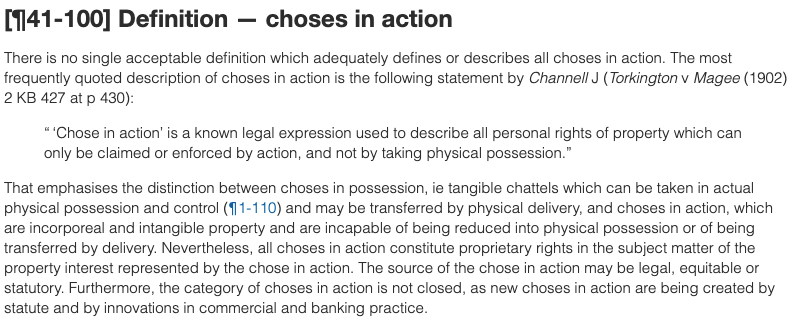 [¶41-100] Definition — choses in action
There is no single acceptable definition which adequately defines or describes all choses in action. The most
frequently quoted description of choses in action is the following statement by Channell J (Torkington v Magee (1902)
2 KB 427 at p 430):
“ ‘Chose in action’ is a known legal expression used to describe all personal rights of property which can
only be claimed or enforced by action, and not by taking physical possession.”
That emphasises the distinction between choses in possession, ie tangible chattels which can be taken in actual
physical possession and control (¶1-110) and may be transferred by physical delivery, and choses in action, which
are incorporeal and intangible property and are incapable of being reduced into physical possession or of being
transferred by delivery. Nevertheless, all choses in action constitute proprietary rights in the subject matter of the
property interest represented by the chose in action. The source of the chose in action may be legal, equitable or
statutory. Furthermore, the category of choses in action is not closed, as new choses in action are being created by
statute and by innovations in commercial and banking practice.